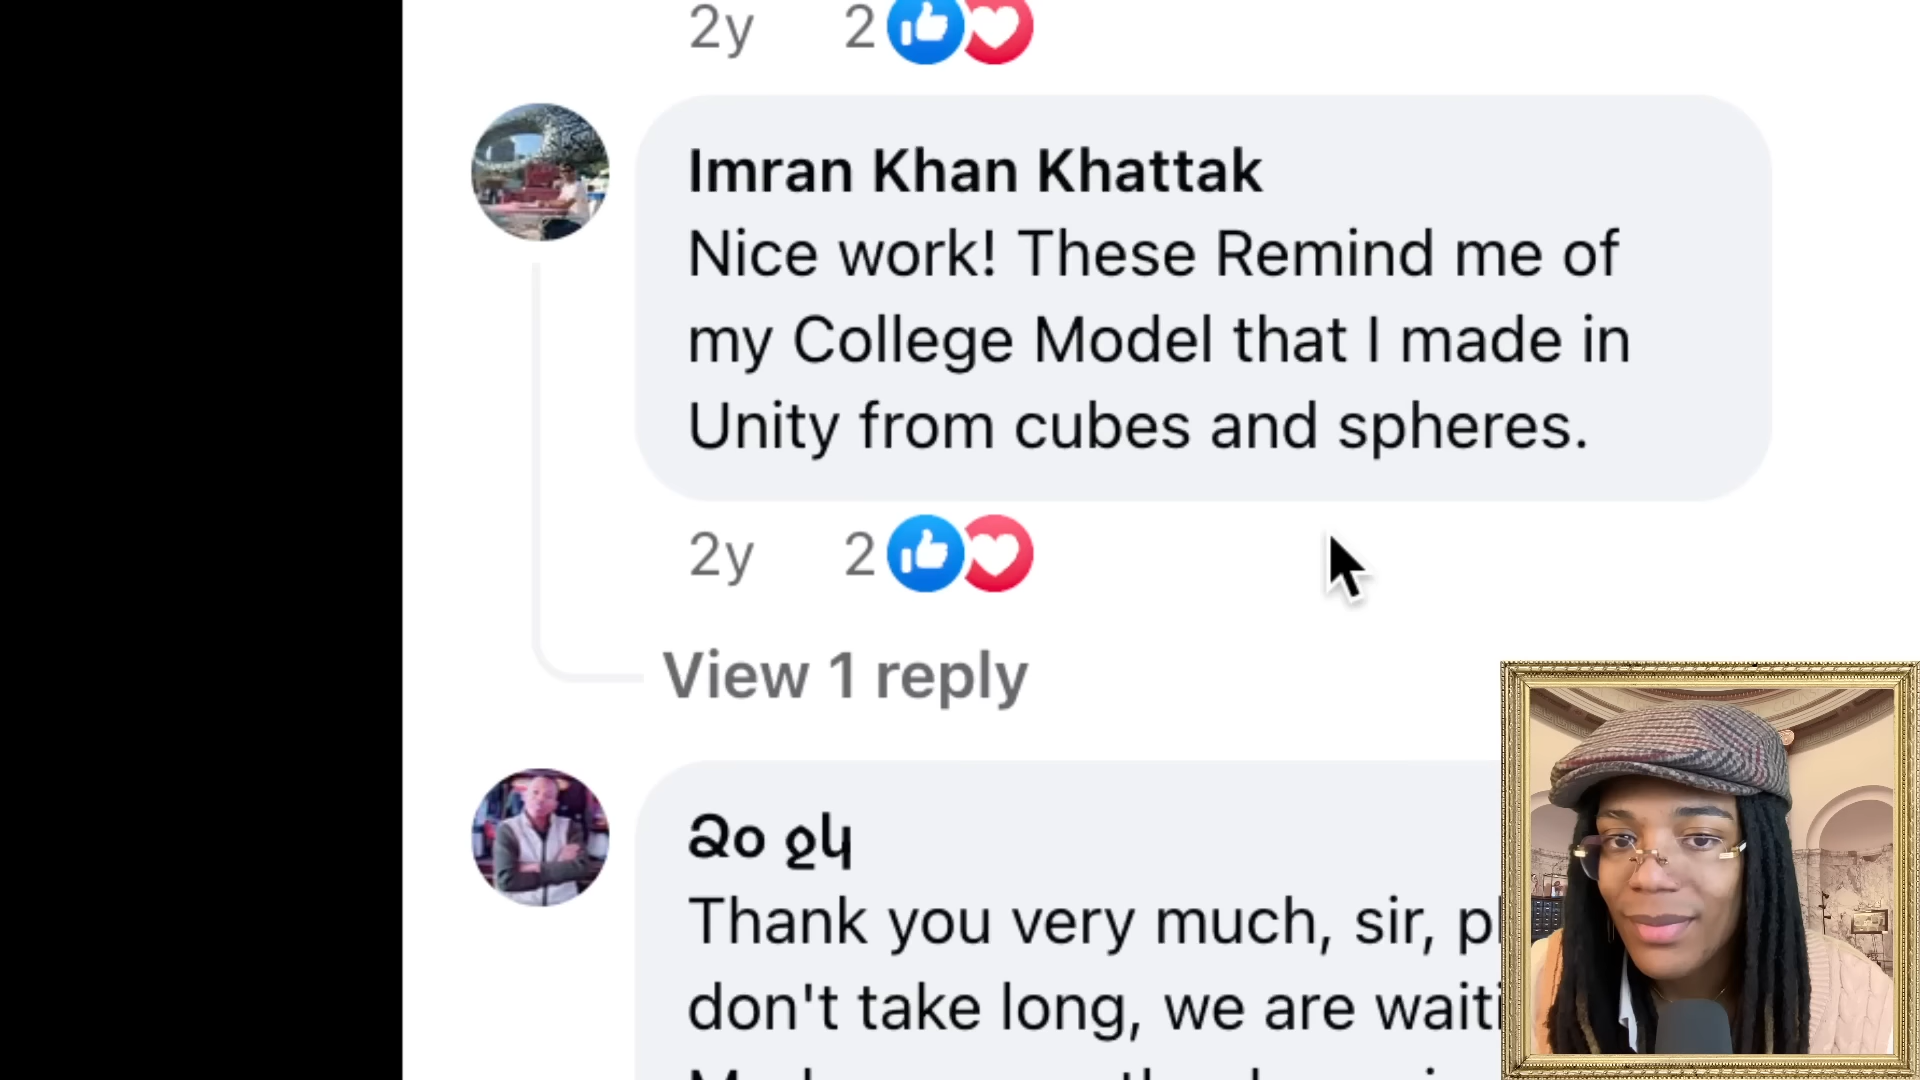 2y 2
Imran Khan Khattak
Nice work! These Remind me of
my College Model that I made in
Unity from cubes and spheres.
2y 2
View 1 reply
Thank you very much, sir,
don't take long, we are